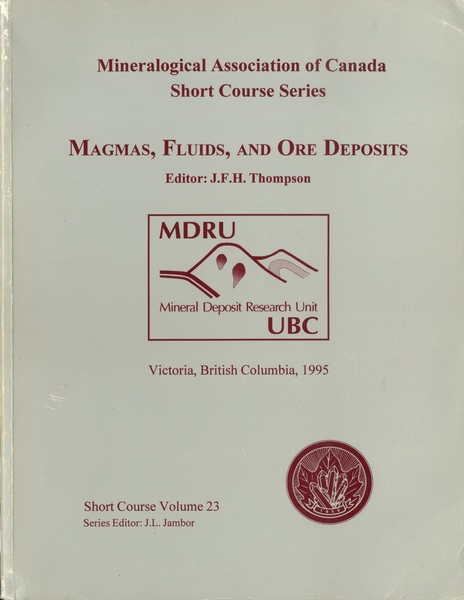 Mineralogical Association of Canada
Short Course Series
MAGMAS, FLUIDS, AND ORE DEPOSITS
Editor: J.F.H. Thompson
MDRU
Mineral Deposit Research Unit
UBC
Victoria, British Columbia, 1995
Short Course Volume 23
Series Editor: J.L. Jambor